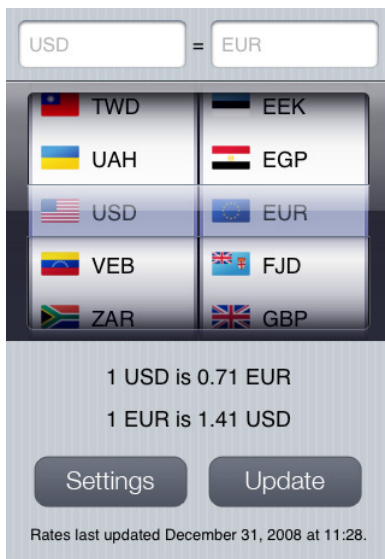 USD = EUR
TWD EEK
UAH EGP
USD EUR
VEB FJD
ZAR GBP
1 USD is 0.71 EUR
1 EUR is 1.41 USD
Settings Update
Rates last updated December 31, 2008 at 11:28.